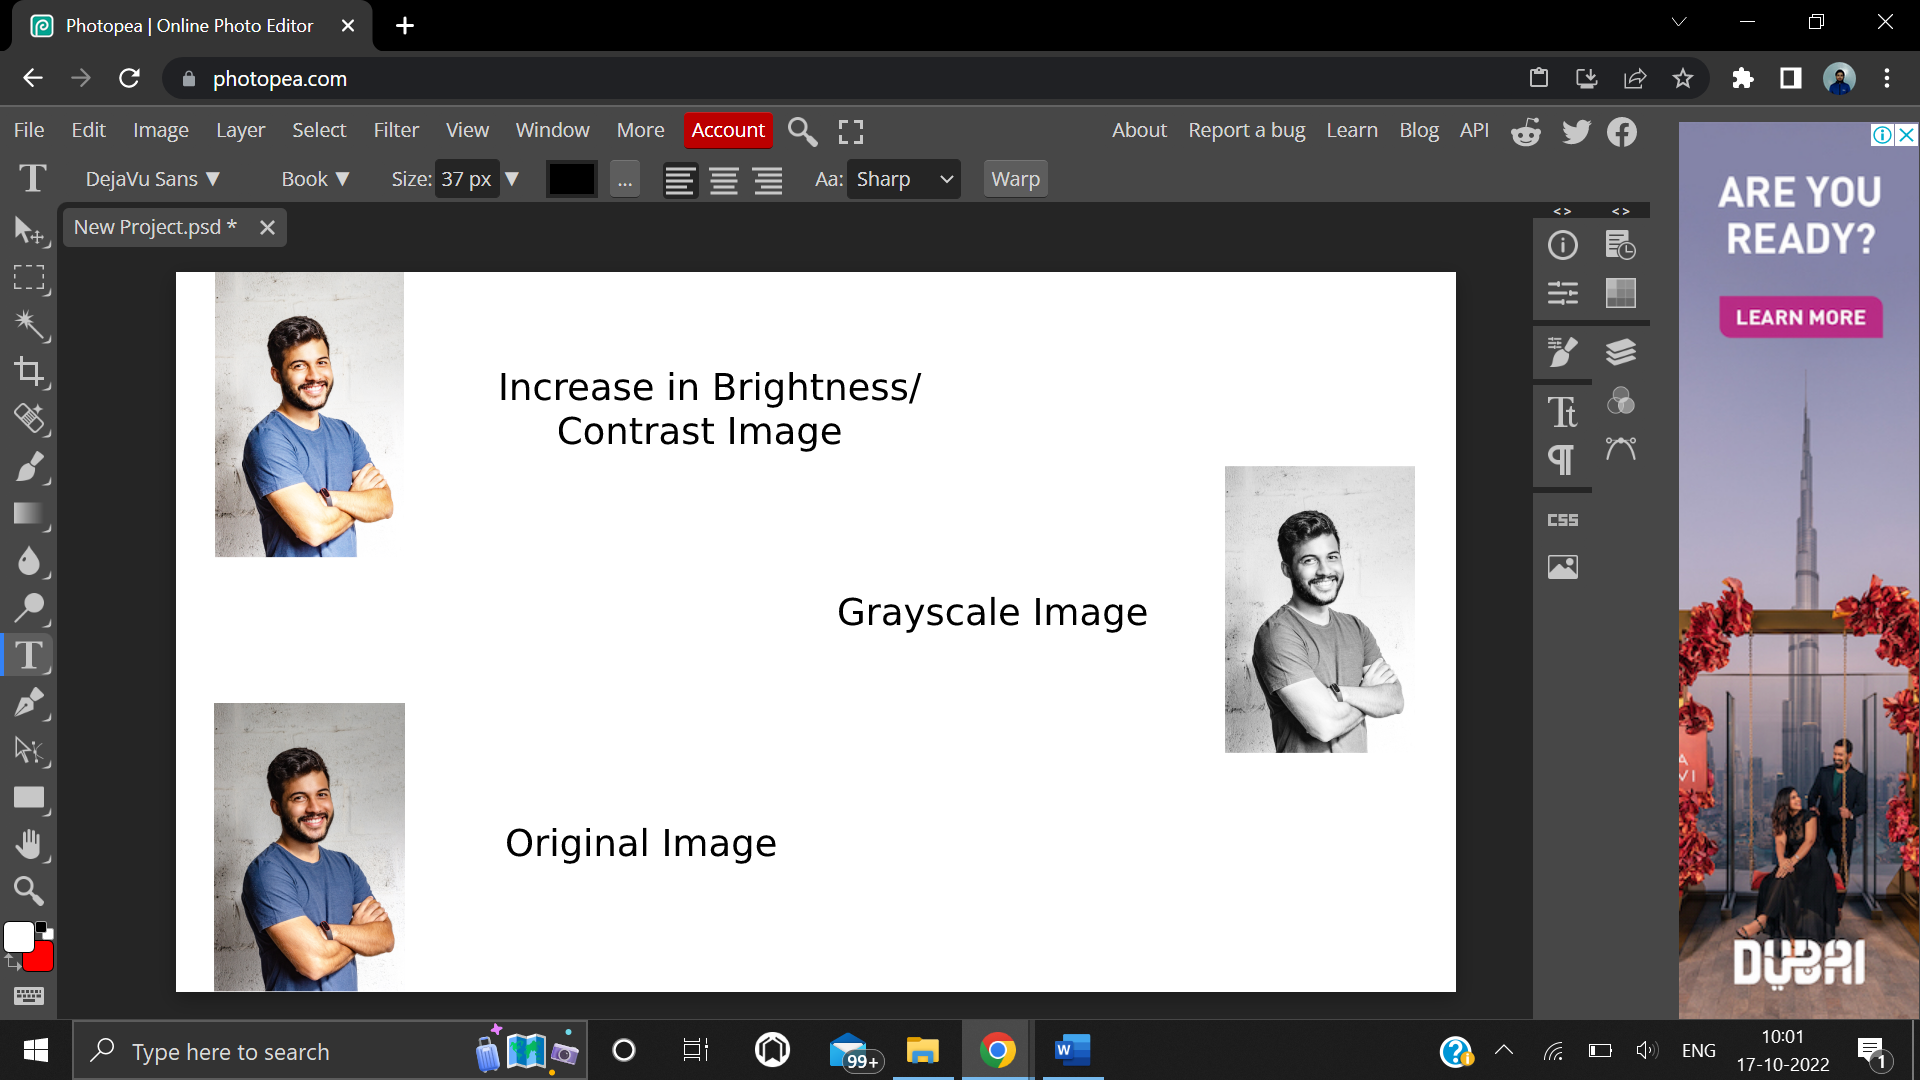 Photopea | Online Photo Editor
photopea.com
File Edit Image Layer Select Filter View Window More Account About Report a bug Learn Blog API
T DejaVu Sans Book Size: 37 px ... Aa: Sharp Warp
New Project.psd *
<> <>
Increase in Brightness/
Contrast Image
Grayscale Image
Original Image
Tt
CSS
ARE YOU
READY?
LEARN MORE
DUBAI
Type here to search
99+
W
ENG
10:01
17-10-2022
1